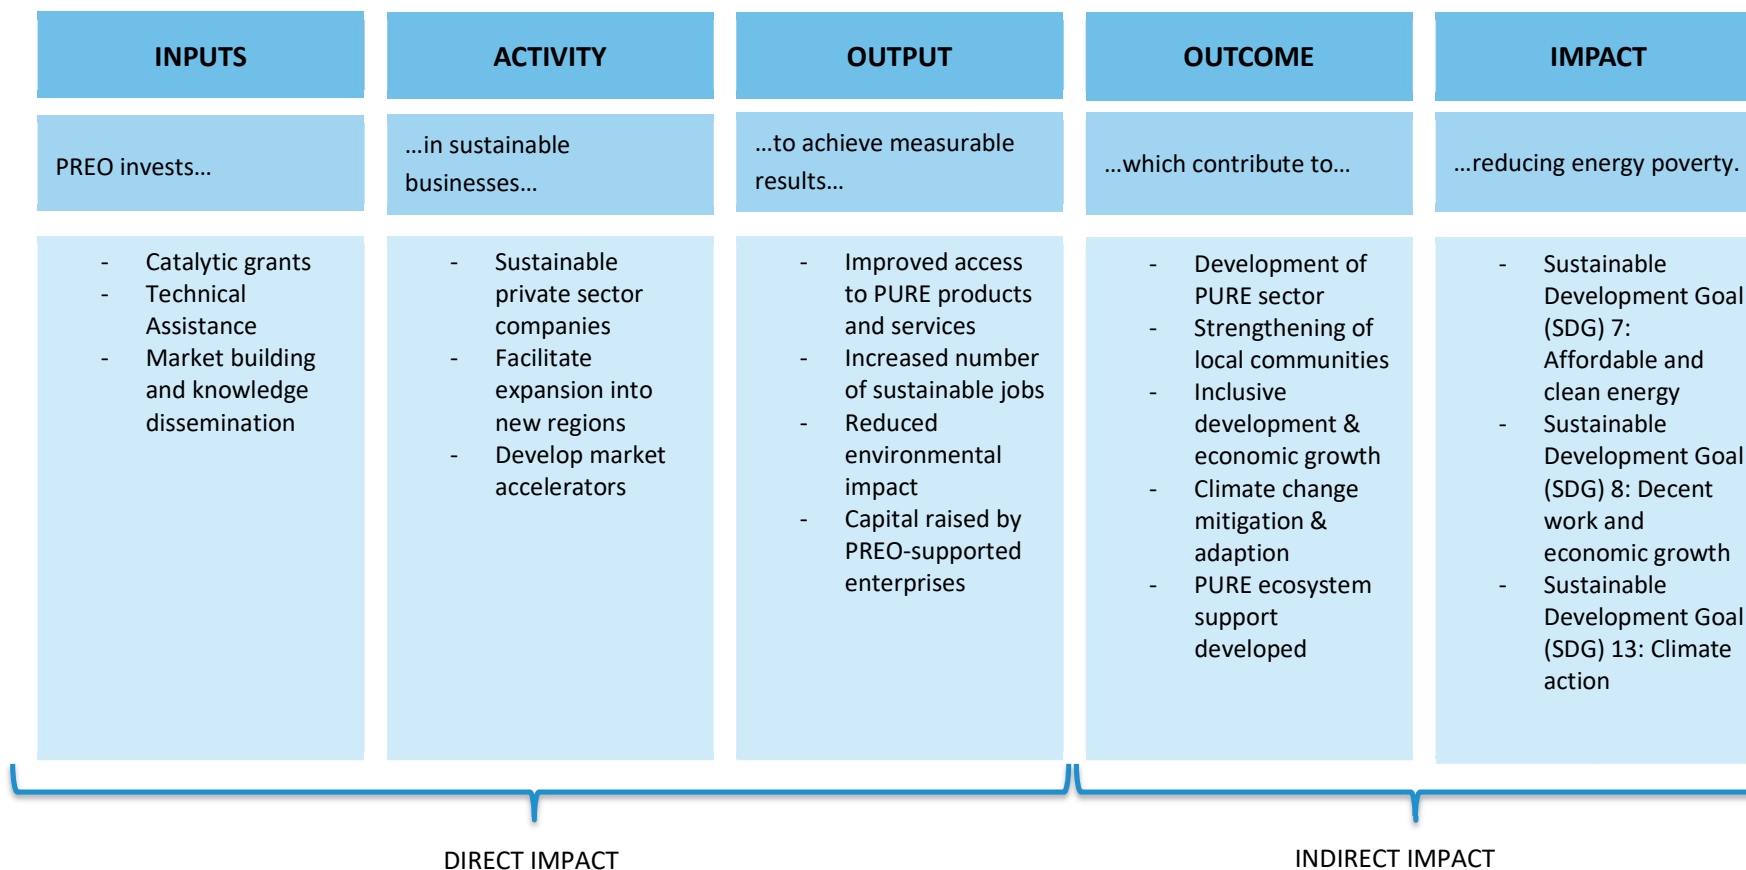 INPUTS
ACTIVITY
OUTPUT
OUTCOME
IMPACT
PREO invests...
...in sustainable
businesses...
...to achieve measurable
results...
...which contribute to...
...reducing energy poverty.
- Catalytic grants
- Technical
Assistance
- Market building
and knowledge
dissemination
- Sustainable
private sector
companies
- Facilitate
expansion into
new regions
- Develop market
accelerators
- Improved access
to PURE products
and services
- Increased number
of sustainable jobs
- Reduced
environmental
impact
- Capital raised by
PREO-supported
enterprises
- Development of
PURE sector
- Strengthening of
local communities
- Inclusive
development &
economic growth
- Climate change
mitigation &
adaption
- PURE ecosystem
support
developed
- Sustainable
Development Goal
(SDG) 7:
Affordable and
clean energy
- Sustainable
Development Goal
(SDG) 8: Decent
work and
economic growth
- Sustainable
Development Goal
(SDG) 13: Climate
action
DIRECT IMPACT
INDIRECT IMPACT